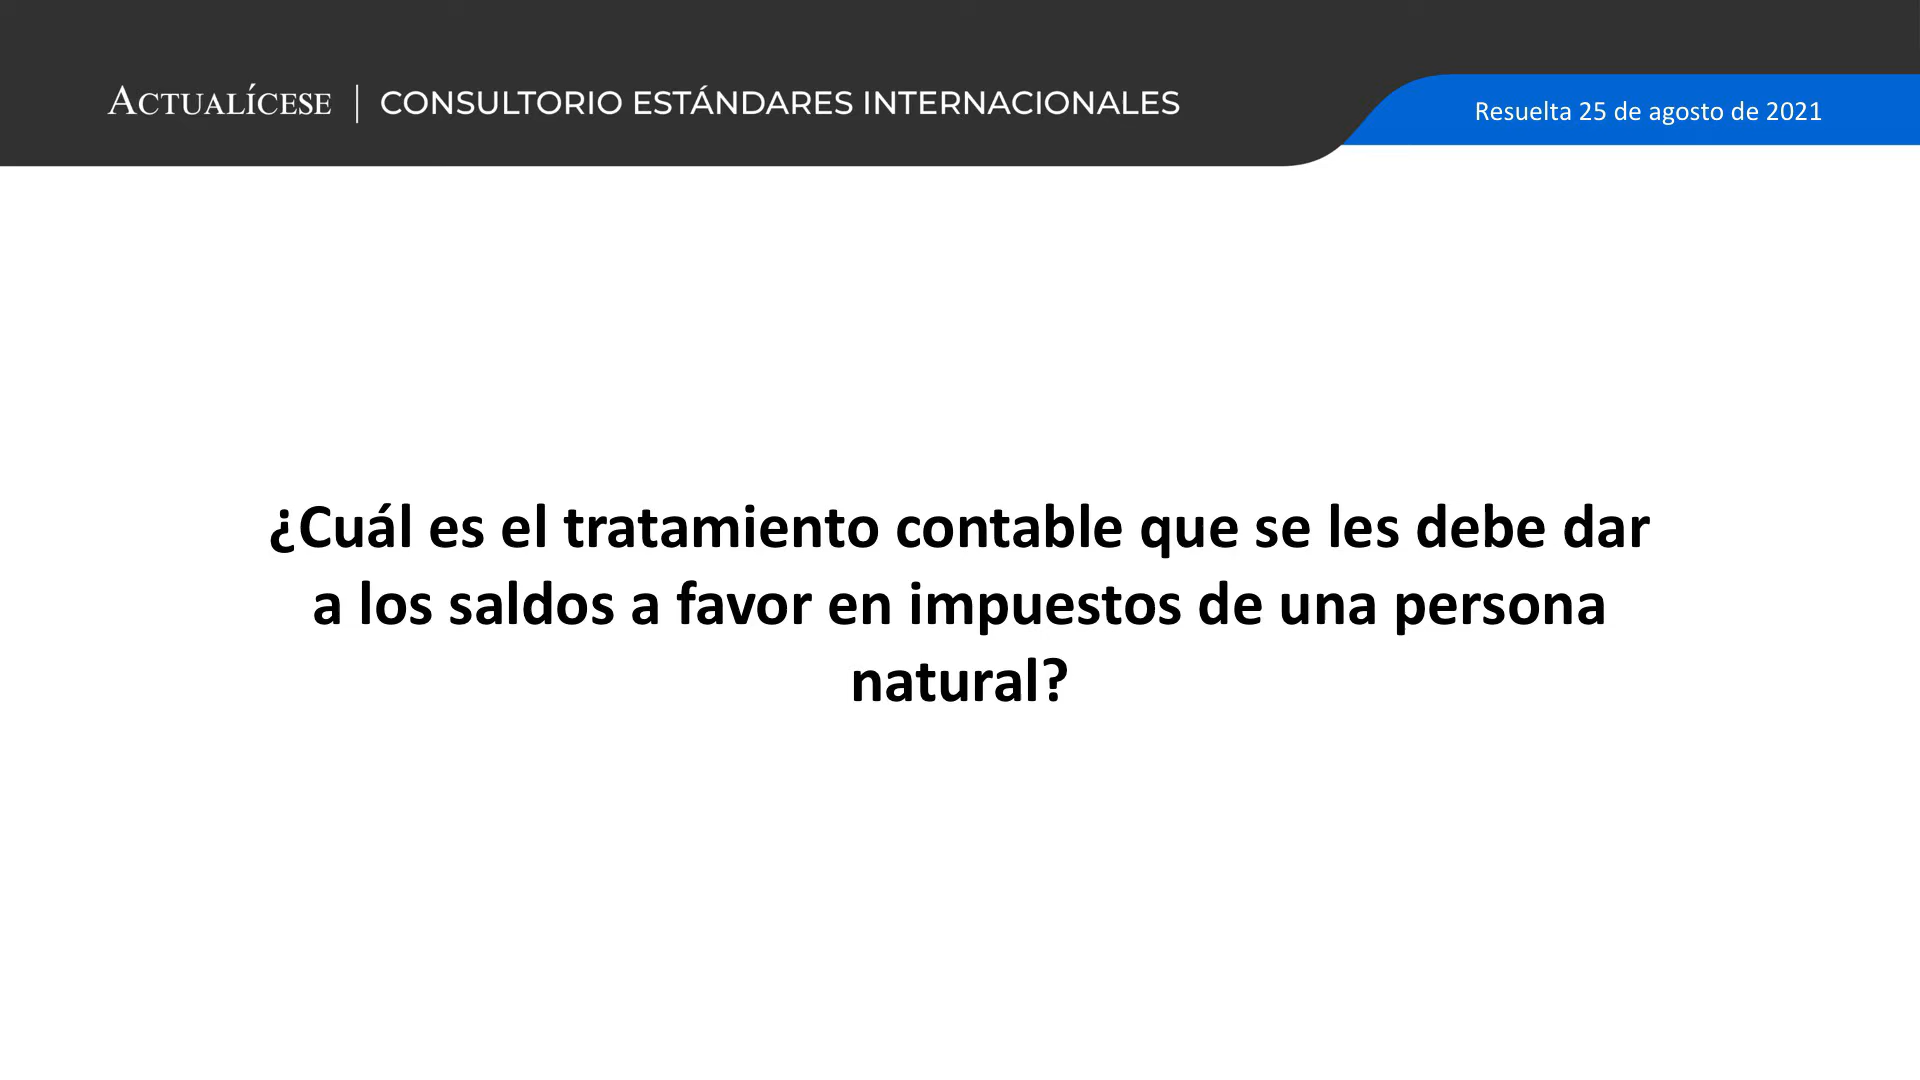 ACTUALÍCESE | CONSULTORIO ESTÁNDARES INTERNACIONALES
Resuelta 25 de agosto de 2021
¿Cuál es el tratamiento contable que se les debe dar
a los saldos a favor en impuestos de una persona
natural?